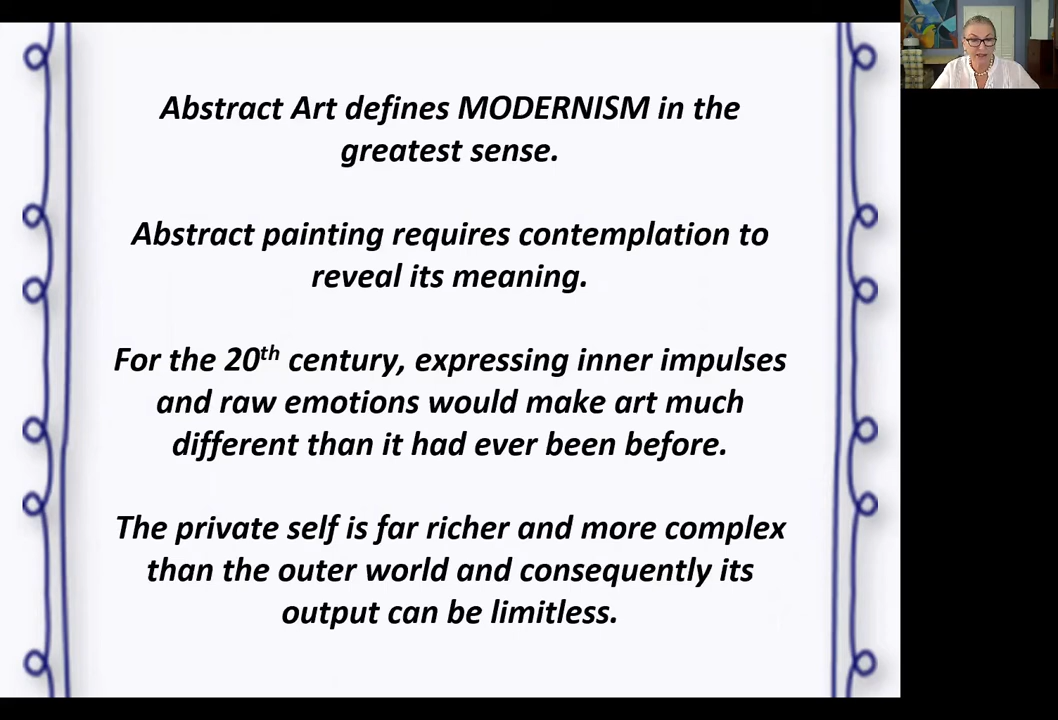 Abstract Art defines MODERNISM in the
greatest sense.
Abstract painting requires contemplation to
reveal its meaning.
For the 20th century, expressing inner impulses
and raw emotions would make art much
different than it had ever been before.
The private self is far richer and more complex
than the outer world and consequently its
output can be limitless.